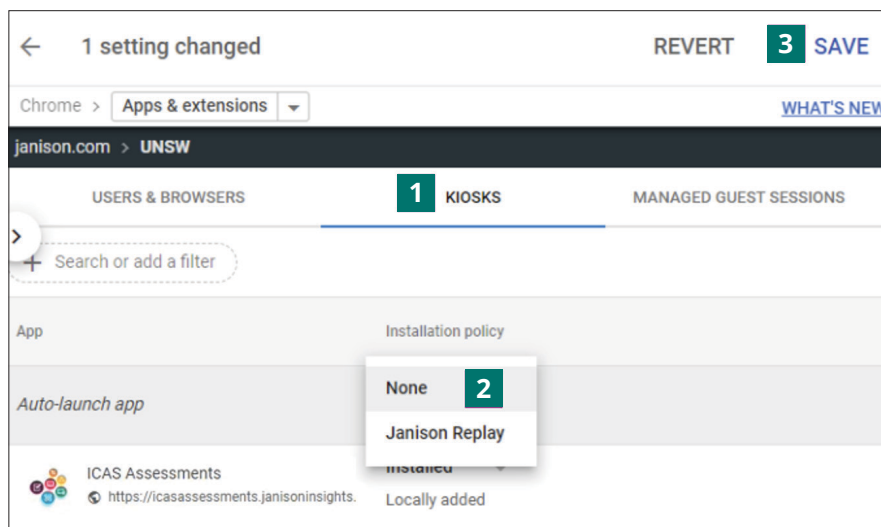 ← 1 setting changed REVERT 3 SAVE
Chrome > Apps & extensions WHAT'S NEW
janison.com > UNSW
USERS & BROWSERS 1 KIOSKS MANAGED GUEST SESSIONS
>
+ Search or add a filter
App Installation policy
None 2
Auto-launch app
Janison Replay
ICAS Assessments Installed
https://icasassessments.janisoninsights. Locally added